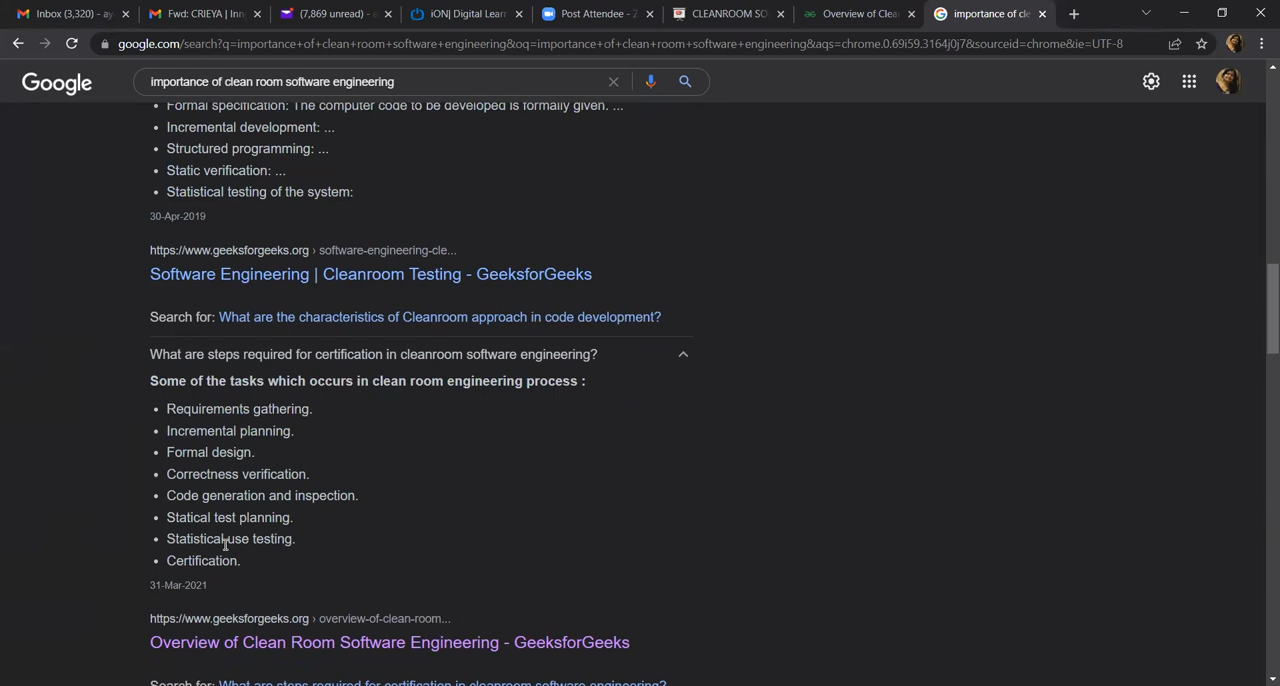 Inbox (3,320) - ay
Fwd: CRIEYA | Inn
(7,869 unread) - a
iON| Digital Lear
Post Attendee - Z
CLEANROOM SO
Overview of Clea
importance of cle
google.com/search?q=importance+of+clean+room+software+engineering&oq=importance+of+clean+room+software+engineering&aqs=chrome.0.69i59.3164j0j7&sourceid=chrome&ie=UTF-8
Google
importance of clean room software engineering
• Formal specification: The computer code to be developed is formally given. ...
• Incremental development: ...
• Structured programming: ...
• Static verification: ...
• Statistical testing of the system:
30-Apr-2019
https://www.geeksforgeeks.org › software-engineering-cle...
Software Engineering | Cleanroom Testing - GeeksforGeeks
Search for: What are the characteristics of Cleanroom approach in code development?
What are steps required for certification in cleanroom software engineering?
Some of the tasks which occurs in clean room engineering process :
• Requirements gathering.
• Incremental planning.
• Formal design.
• Correctness verification.
• Code generation and inspection.
• Statical test planning.
• Statistical use testing.
• Certification.
31-Mar-2021
https://www.geeksforgeeks.org › overview-of-clean-room...
Overview of Clean Room Software Engineering - GeeksforGeeks
Search for: What are steps required for certification in cleanroom software engineering?